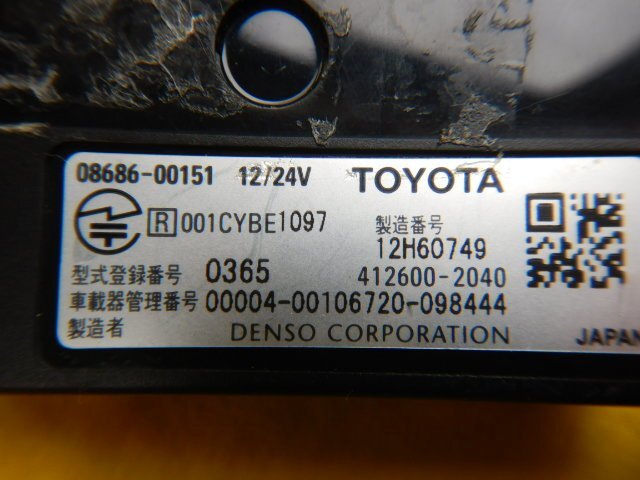 08686-00151 12/24V TOYOTA
R 001CYBE1097 製造番号
12H60749
型式登録番号 0365 412600-2040
車載器管理番号 00004-00106720-098444
製造者 DENSO CORPORATION JAPAN